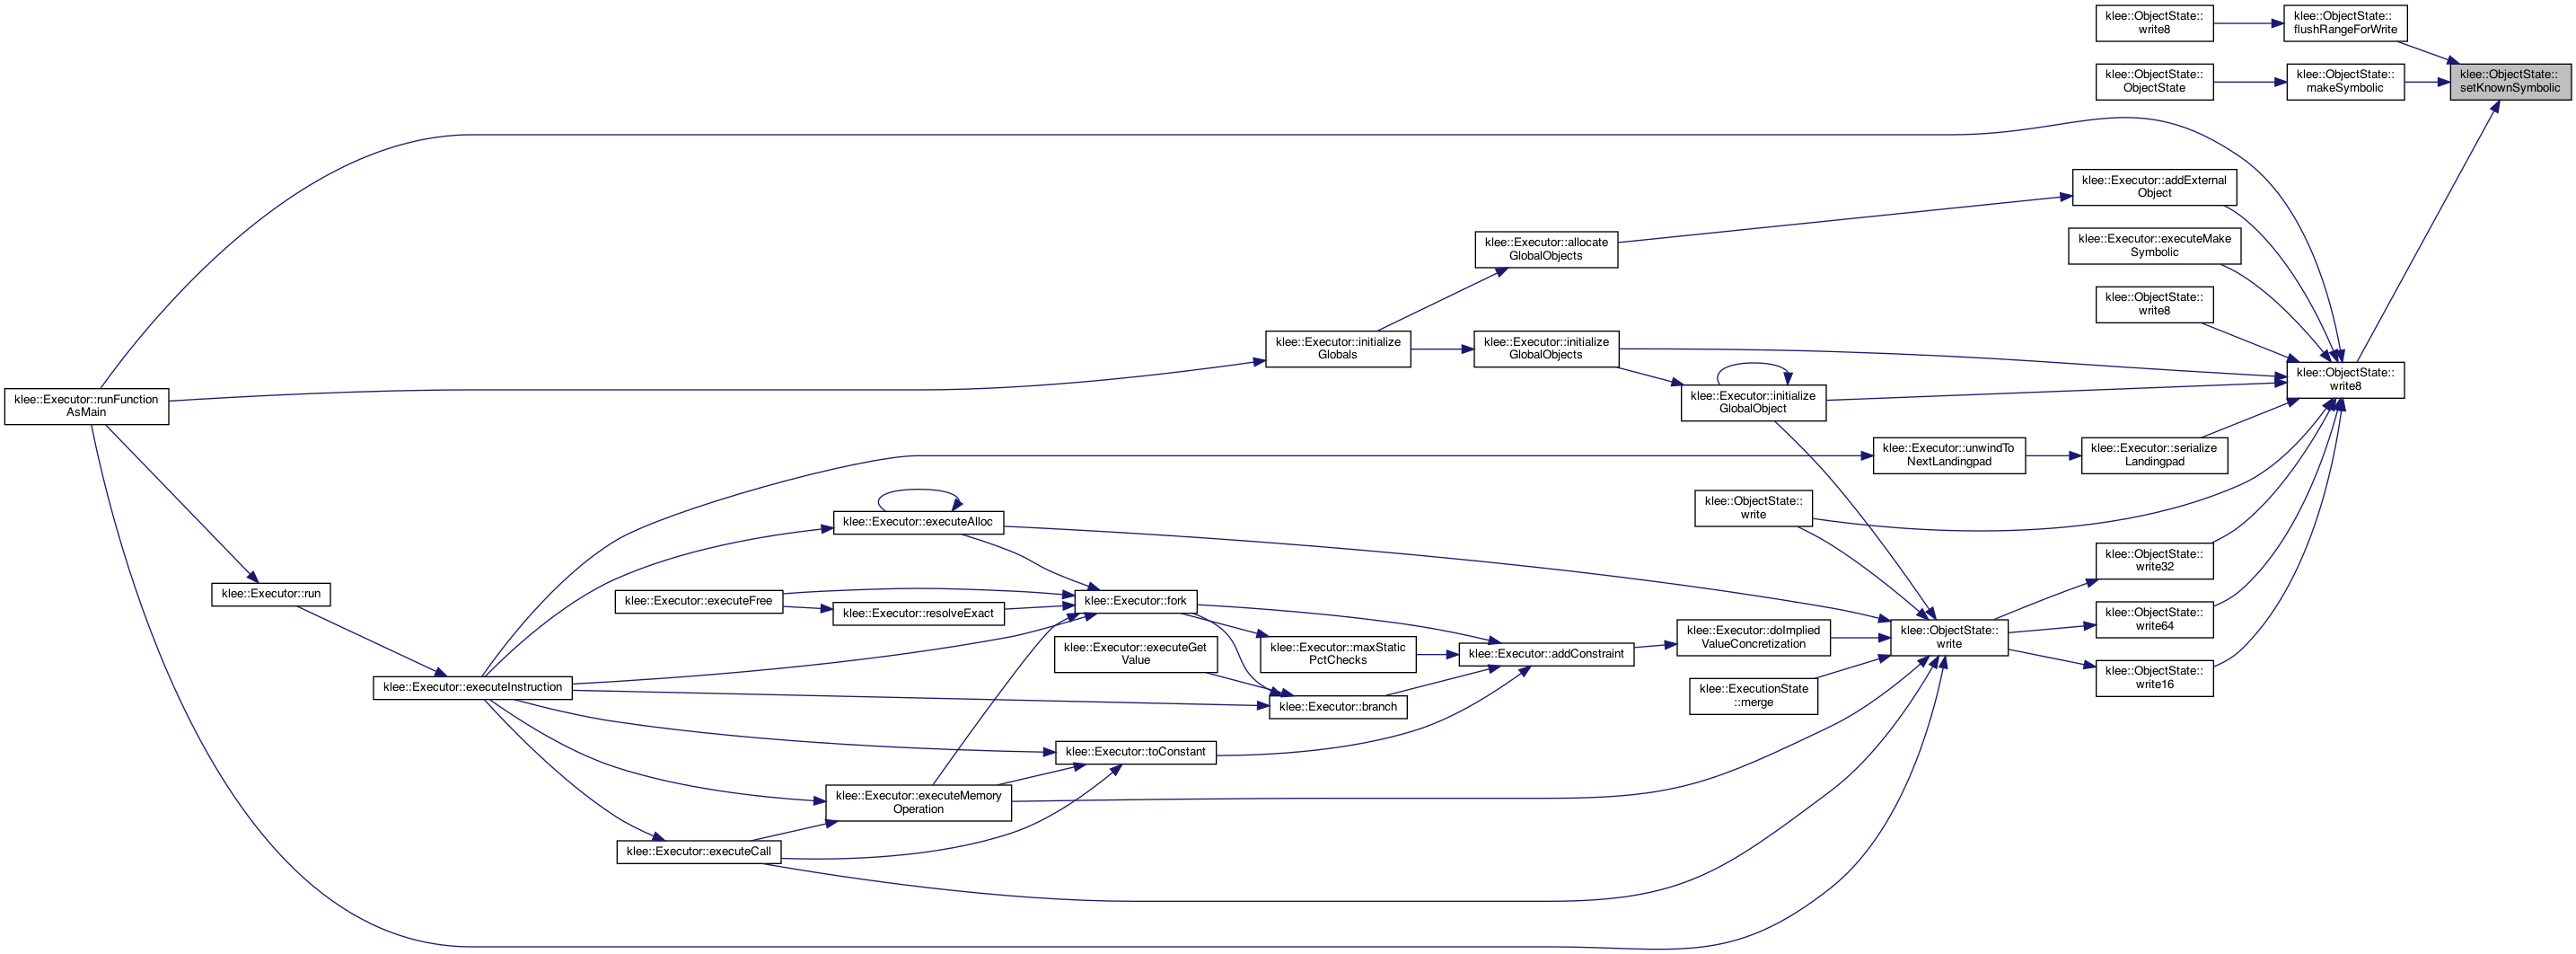 klee::ObjectState::
write8
klee::ObjectState::
flushRangeForWrite
klee::ObjectState::
ObjectState
klee::ObjectState::
makeSymbolic
klee::ObjectState::
setKnownSymbolic
klee::Executor::addExternal
Object
klee::Executor::allocate
GlobalObjects
klee::Executor::executeMake
Symbolic
klee::ObjectState::
write8
klee::Executor::initialize
Globals
klee::Executor::initialize
GlobalObjects
klee::ObjectState::
write8
klee::Executor::runFunction
AsMain
klee::Executor::initialize
GlobalObject
klee::Executor::unwindTo
NextLandingpad
klee::Executor::serialize
Landingpad
klee::ObjectState::
write
klee::Executor::executeAlloc
klee::ObjectState::
write32
klee::Executor::run
klee::Executor::executeFree
klee::Executor::resolveExact
klee::Executor::fork
klee::ObjectState::
write64
klee::Executor::executeGet
Value
klee::Executor::maxStatic
PctChecks
klee::Executor::addConstraint
klee::Executor::doImplied
ValueConcretization
klee::ObjectState::
write
klee::ObjectState::
write16
klee::Executor::executeInstruction
klee::Executor::branch
klee::ExecutionState
::merge
klee::Executor::toConstant
klee::Executor::executeMemory
Operation
klee::Executor::executeCall